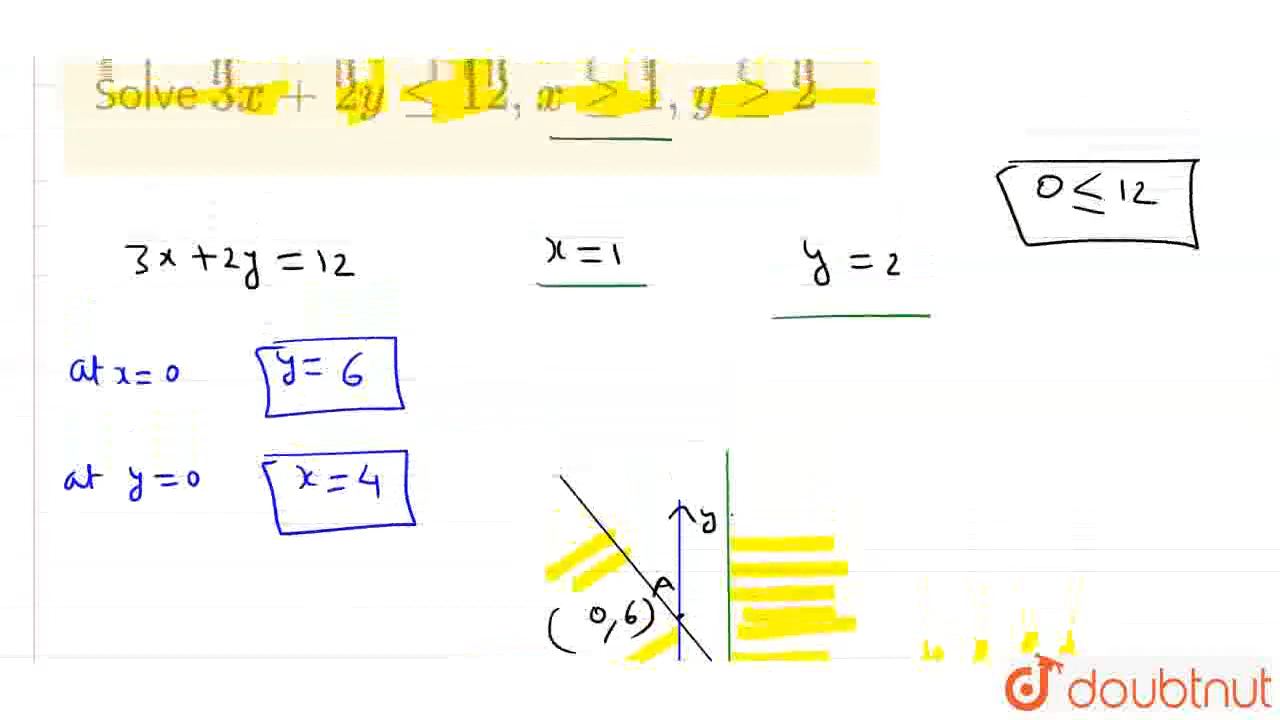 Solve 3x + 2y ≤ 12, x ≥ 1, y ≥ 2
0 ≤ 12
3x + 2y = 12
x = 1
y = 2
at x = 0
y = 6
at y = 0
x = 4
y
A
(0,6)
doubtnut